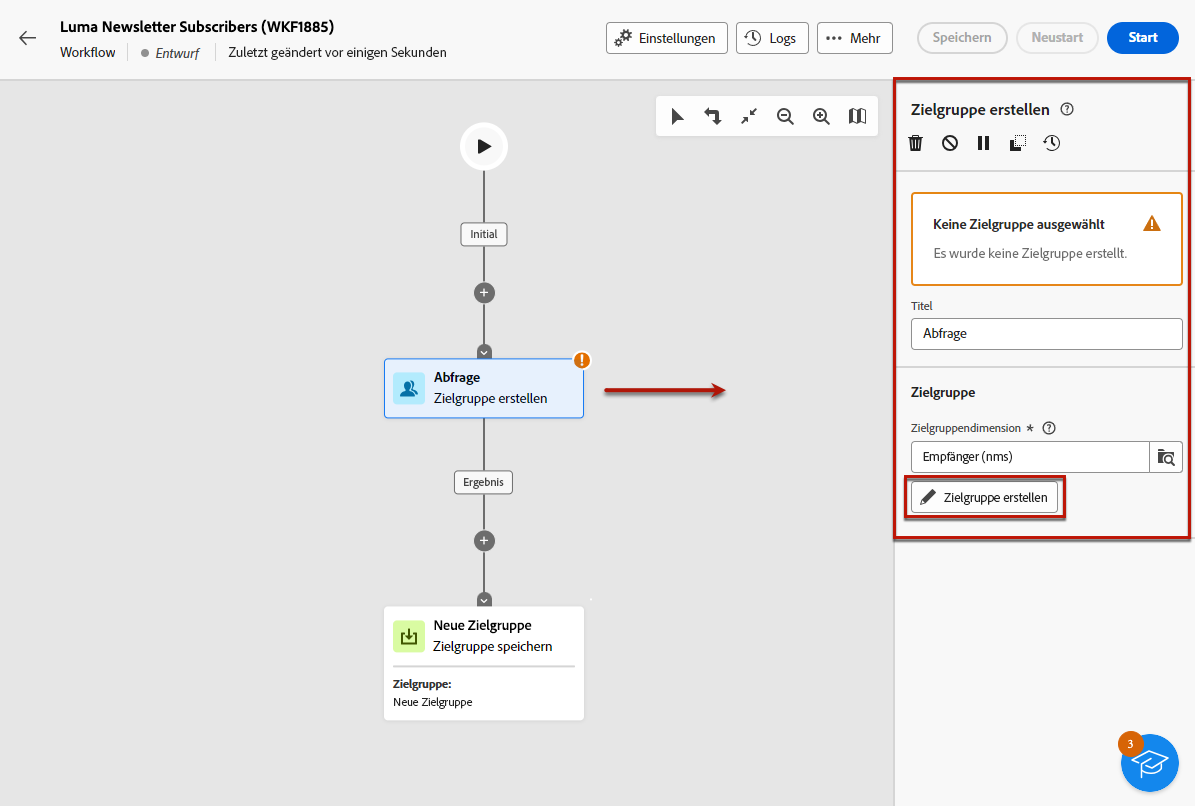 Luma Newsletter Subscribers (WKF1885)
Workflow Entwurf Zuletzt geändert vor einigen Sekunden
Einstellungen Logs Mehr Speichern Neustart Start
Initial
Abfrage
Zielgruppe erstellen
Ergebnis
Neue Zielgruppe
Zielgruppe speichern
Zielgruppe:
Neue Zielgruppe
Zielgruppe erstellen
Keine Zielgruppe ausgewählt
Es wurde keine Zielgruppe erstellt.
Titel
Abfrage
Zielgruppe
Zielgruppendimension *
Empfänger (nms)
Zielgruppe erstellen
3